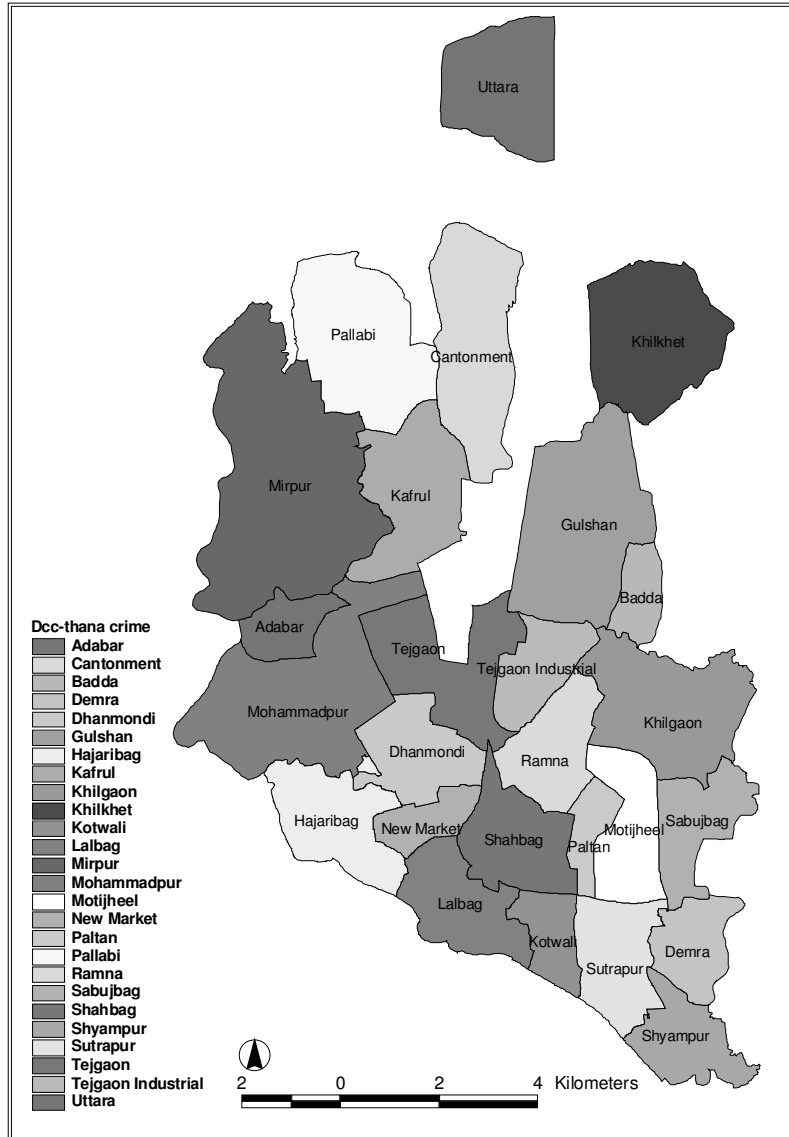 Uttara
Pallabi
Cantonment
Khilkhet
Mirpur
Kafrul
Gulshan
Badda
Adabar
Tejgaon
Tejgaon Industrial
Mohammadpur
Khilgaon
Dhanmondi
Ramna
Hajaribag
New Market
Shahbag
Paltan
Motijheel
Sabujbag
Lalbag
Kotwali
Sutrapur
Demra
Shyampur
Dcc-thana crime
Adabar
Cantonment
Badda
Demra
Dhanmondi
Gulshan
Hajaribag
Kafrul
Khilgaon
Khilkhet
Kotwali
Lalbag
Mirpur
Mohammadpur
Motijheel
New Market
Paltan
Pallabi
Ramna
Sabujbag
Shahbag
Shyampur
Sutrapur
Tejgaon
Tejgaon Industrial
Uttara
2 0 2 4 Kilometers